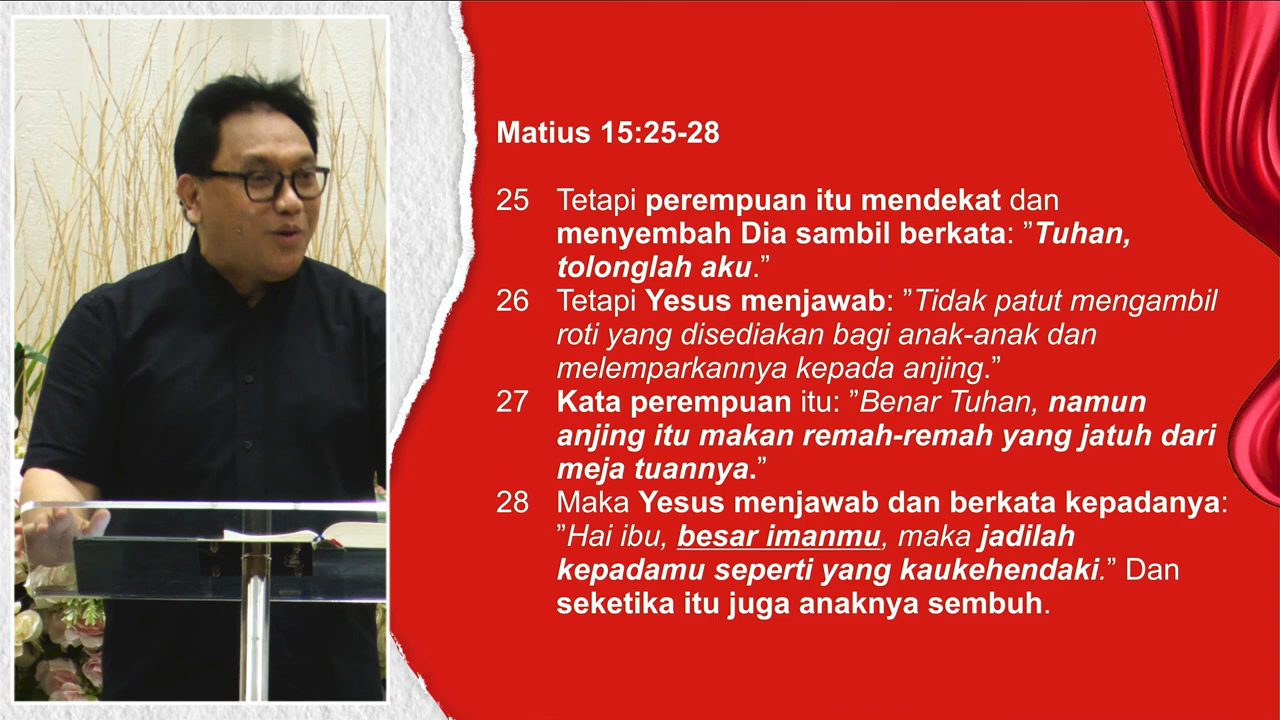 Matius 15:25-28
25 Tetapi perempuan itu mendekat dan
menyembah Dia sambil berkata: ”Tuhan,
tolonglah aku.”
26 Tetapi Yesus menjawab: ”Tidak patut mengambil
roti yang disediakan bagi anak-anak dan
melemparkannya kepada anjing.”
27 Kata perempuan itu: ”Benar Tuhan, namun
anjing itu makan remah-remah yang jatuh dari
meja tuannya.”
28 Maka Yesus menjawab dan berkata kepadanya:
”Hai ibu, besar imanmu, maka jadilah
kepadamu seperti yang kaukehendaki.” Dan
seketika itu juga anaknya sembuh.